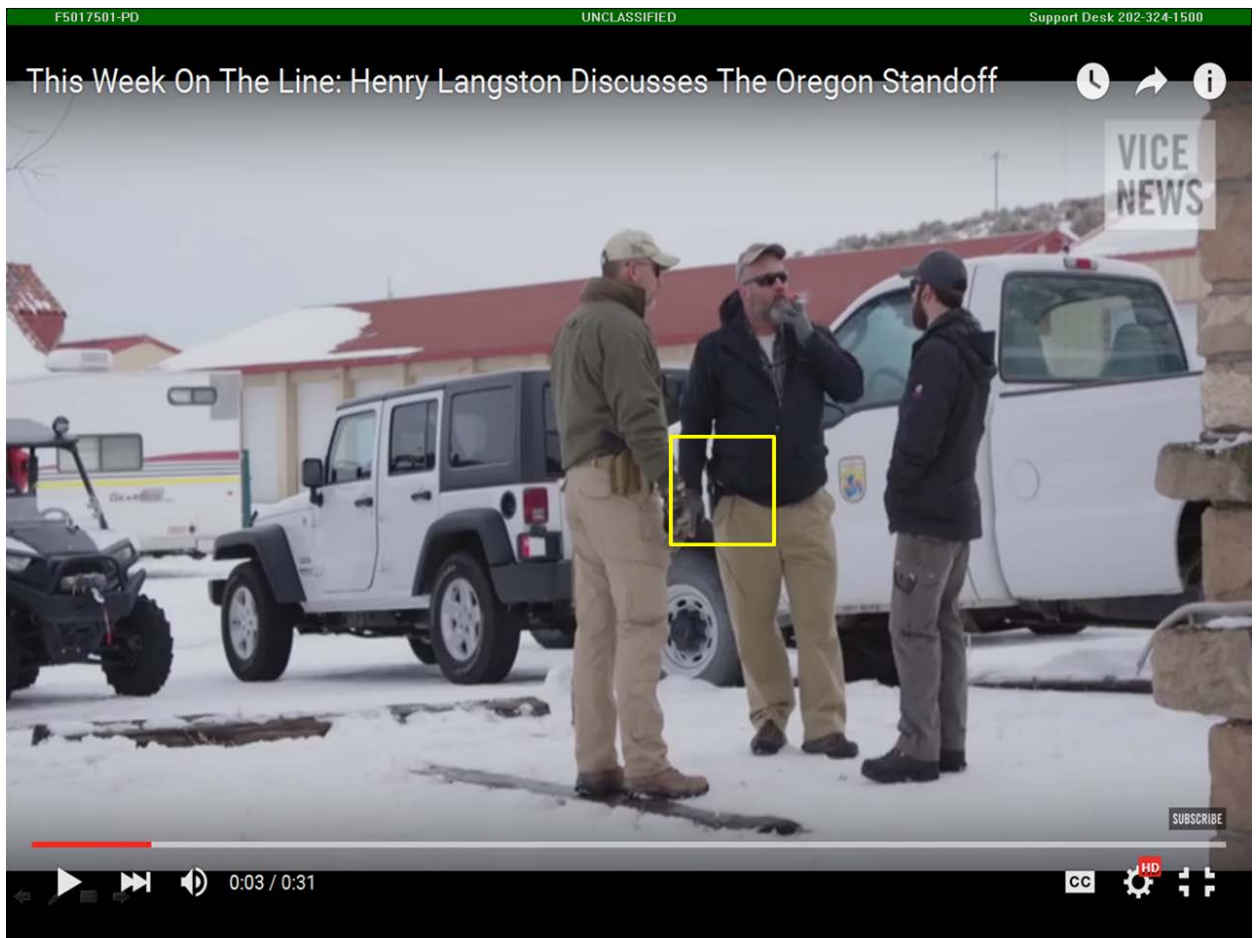 F5017501-PD UNCLASSIFIED Support Desk 202-324-1500
This Week On The Line: Henry Langston Discusses The Oregon Standoff
VICE
NEWS
SUBSCRIBE
0:03 / 0:31
CC
HD